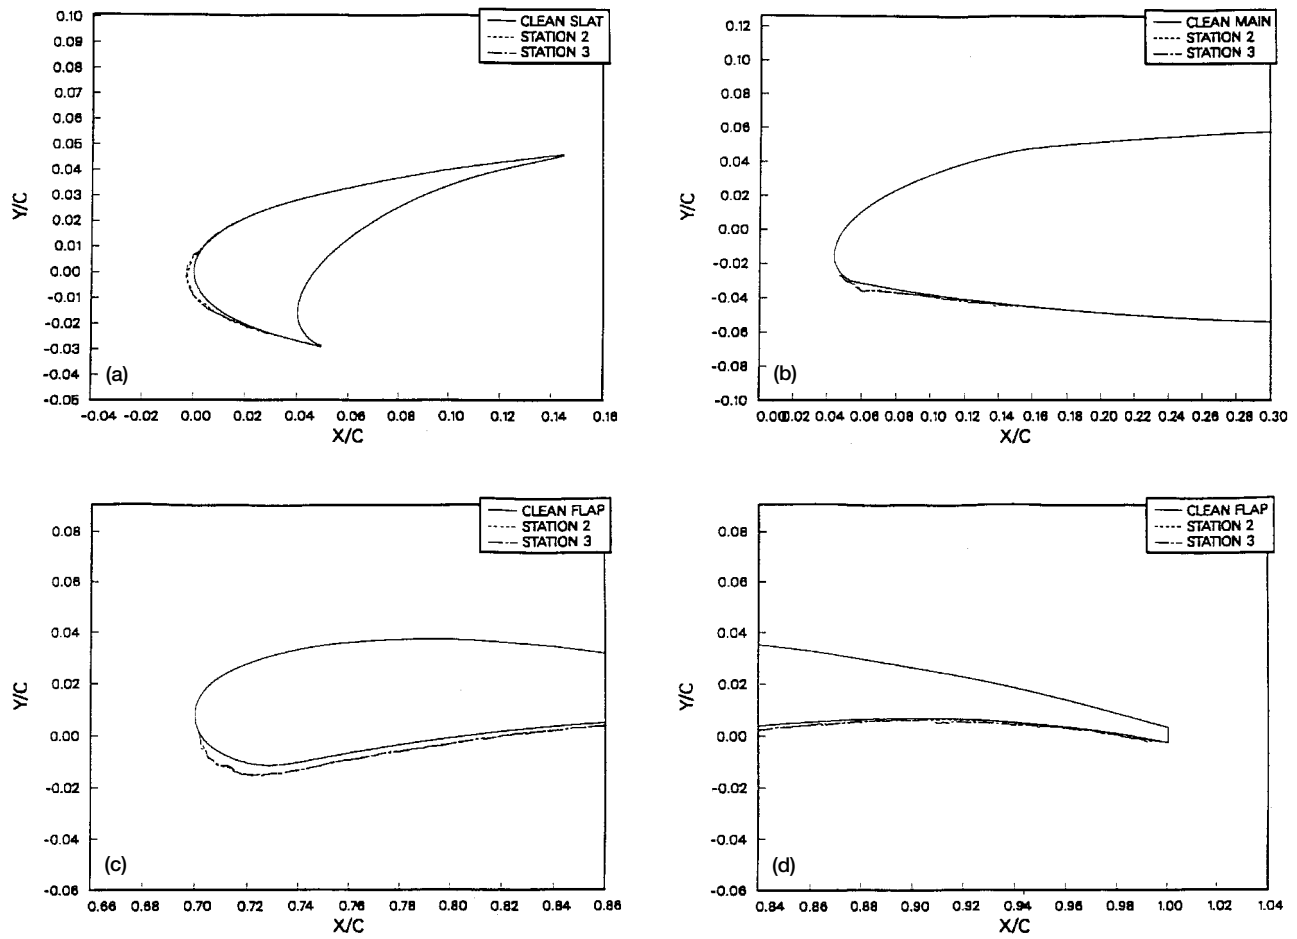 CLEAN SLAT
STATION 2
STATION 3
0.10
0.09
0.08
0.07
0.06
0.05
0.04
0.03
0.02
0.01
0.00
-0.01
-0.02
-0.03
-0.04
-0.05
Y/C
(a)
-0.04 -0.02 0.00 0.02 0.04 0.06 0.08 0.10 0.12 0.14 0.16
X/C
CLEAN MAIN
STATION 2
STATION 3
0.12
0.10
0.08
0.06
0.04
0.02
0.00
-0.02
-0.04
-0.06
-0.08
-0.10
Y/C
(b)
0.00 0.02 0.04 0.06 0.08 0.10 0.12 0.14 0.16 0.18 0.20 0.22 0.24 0.26 0.28 0.30
X/C
CLEAN FLAP
STATION 2
STATION 3
0.08
0.06
0.04
0.02
0.00
-0.02
-0.04
-0.06
Y/C
(c)
0.66 0.68 0.70 0.72 0.74 0.76 0.78 0.80 0.82 0.84 0.86
X/C
CLEAN FLAP
STATION 2
STATION 3
0.08
0.06
0.04
0.02
0.00
-0.02
-0.04
-0.06
Y/C
(d)
0.84 0.86 0.88 0.90 0.92 0.94 0.96 0.98 1.00 1.02 1.04
X/C